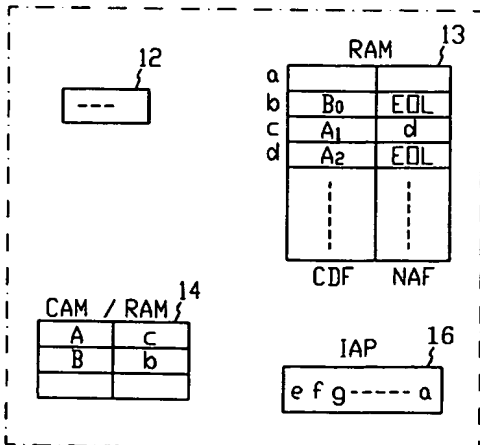 RAM 13
12
---
a
b B0 EOL
c A1 d
d A2 EOL
CDF NAF
CAM / RAM 14
A c
B b
IAP 16
e f g ----- a